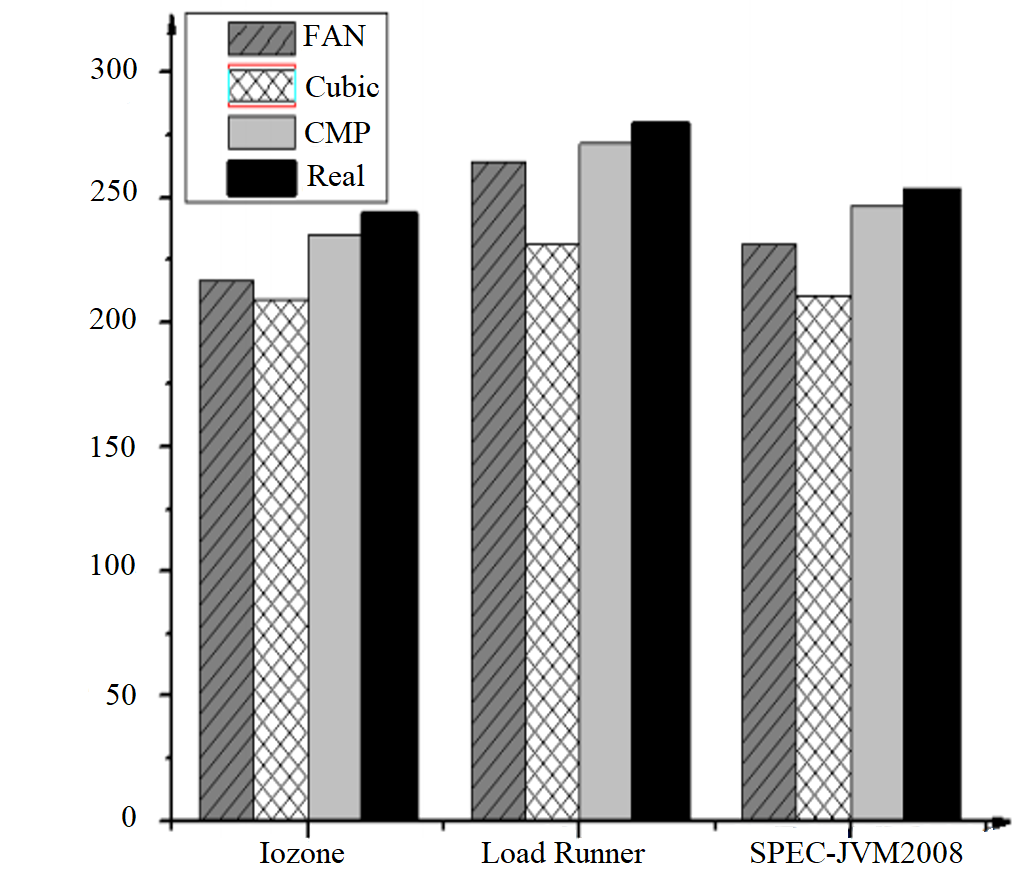 FAN
Cubic
CMP
Real
300
250
200
150
100
50
0
Iozone
Load Runner
SPEC-JVM2008